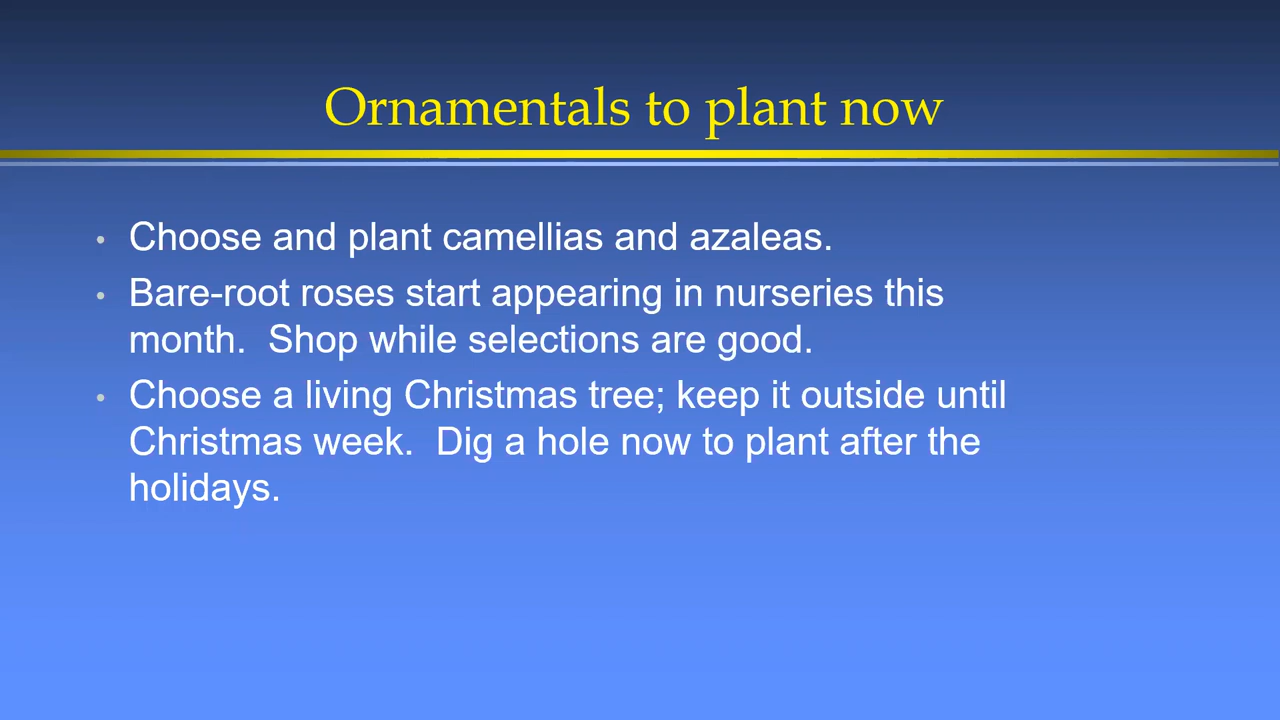 Ornamentals to plant now
• Choose and plant camellias and azaleas.
• Bare-root roses start appearing in nurseries this
month.  Shop while selections are good.
• Choose a living Christmas tree; keep it outside until
Christmas week.  Dig a hole now to plant after the
holidays.